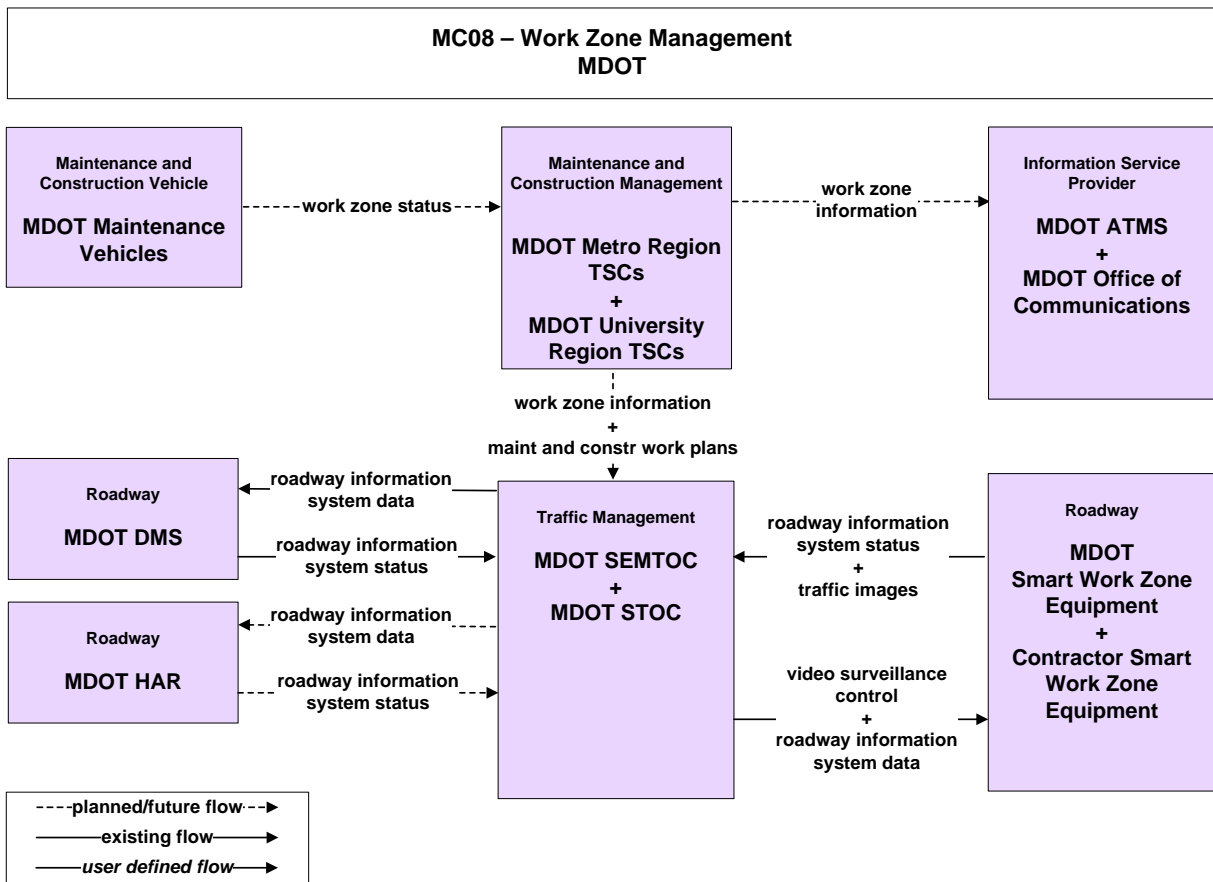 MC08 – Work Zone Management
MDOT
Maintenance and
Construction Vehicle
MDOT Maintenance
Vehicles
work zone status
Maintenance and
Construction Management
MDOT Metro Region
TSCs
+
MDOT University
Region TSCs
work zone
information
Information Service
Provider
MDOT ATMS
+
MDOT Office of
Communications
work zone information
+
maint and constr work plans
Roadway
MDOT DMS
roadway information
system data
roadway information
system status
Roadway
MDOT HAR
roadway information
system data
roadway information
system status
Traffic Management
MDOT SEMTOC
+
MDOT STOC
roadway information
system status
+
traffic images
video surveillance
control
+
roadway information
system data
Roadway
MDOT
Smart Work Zone
Equipment
+
Contractor Smart
Work Zone
Equipment
planned/future flow
existing flow
user defined flow